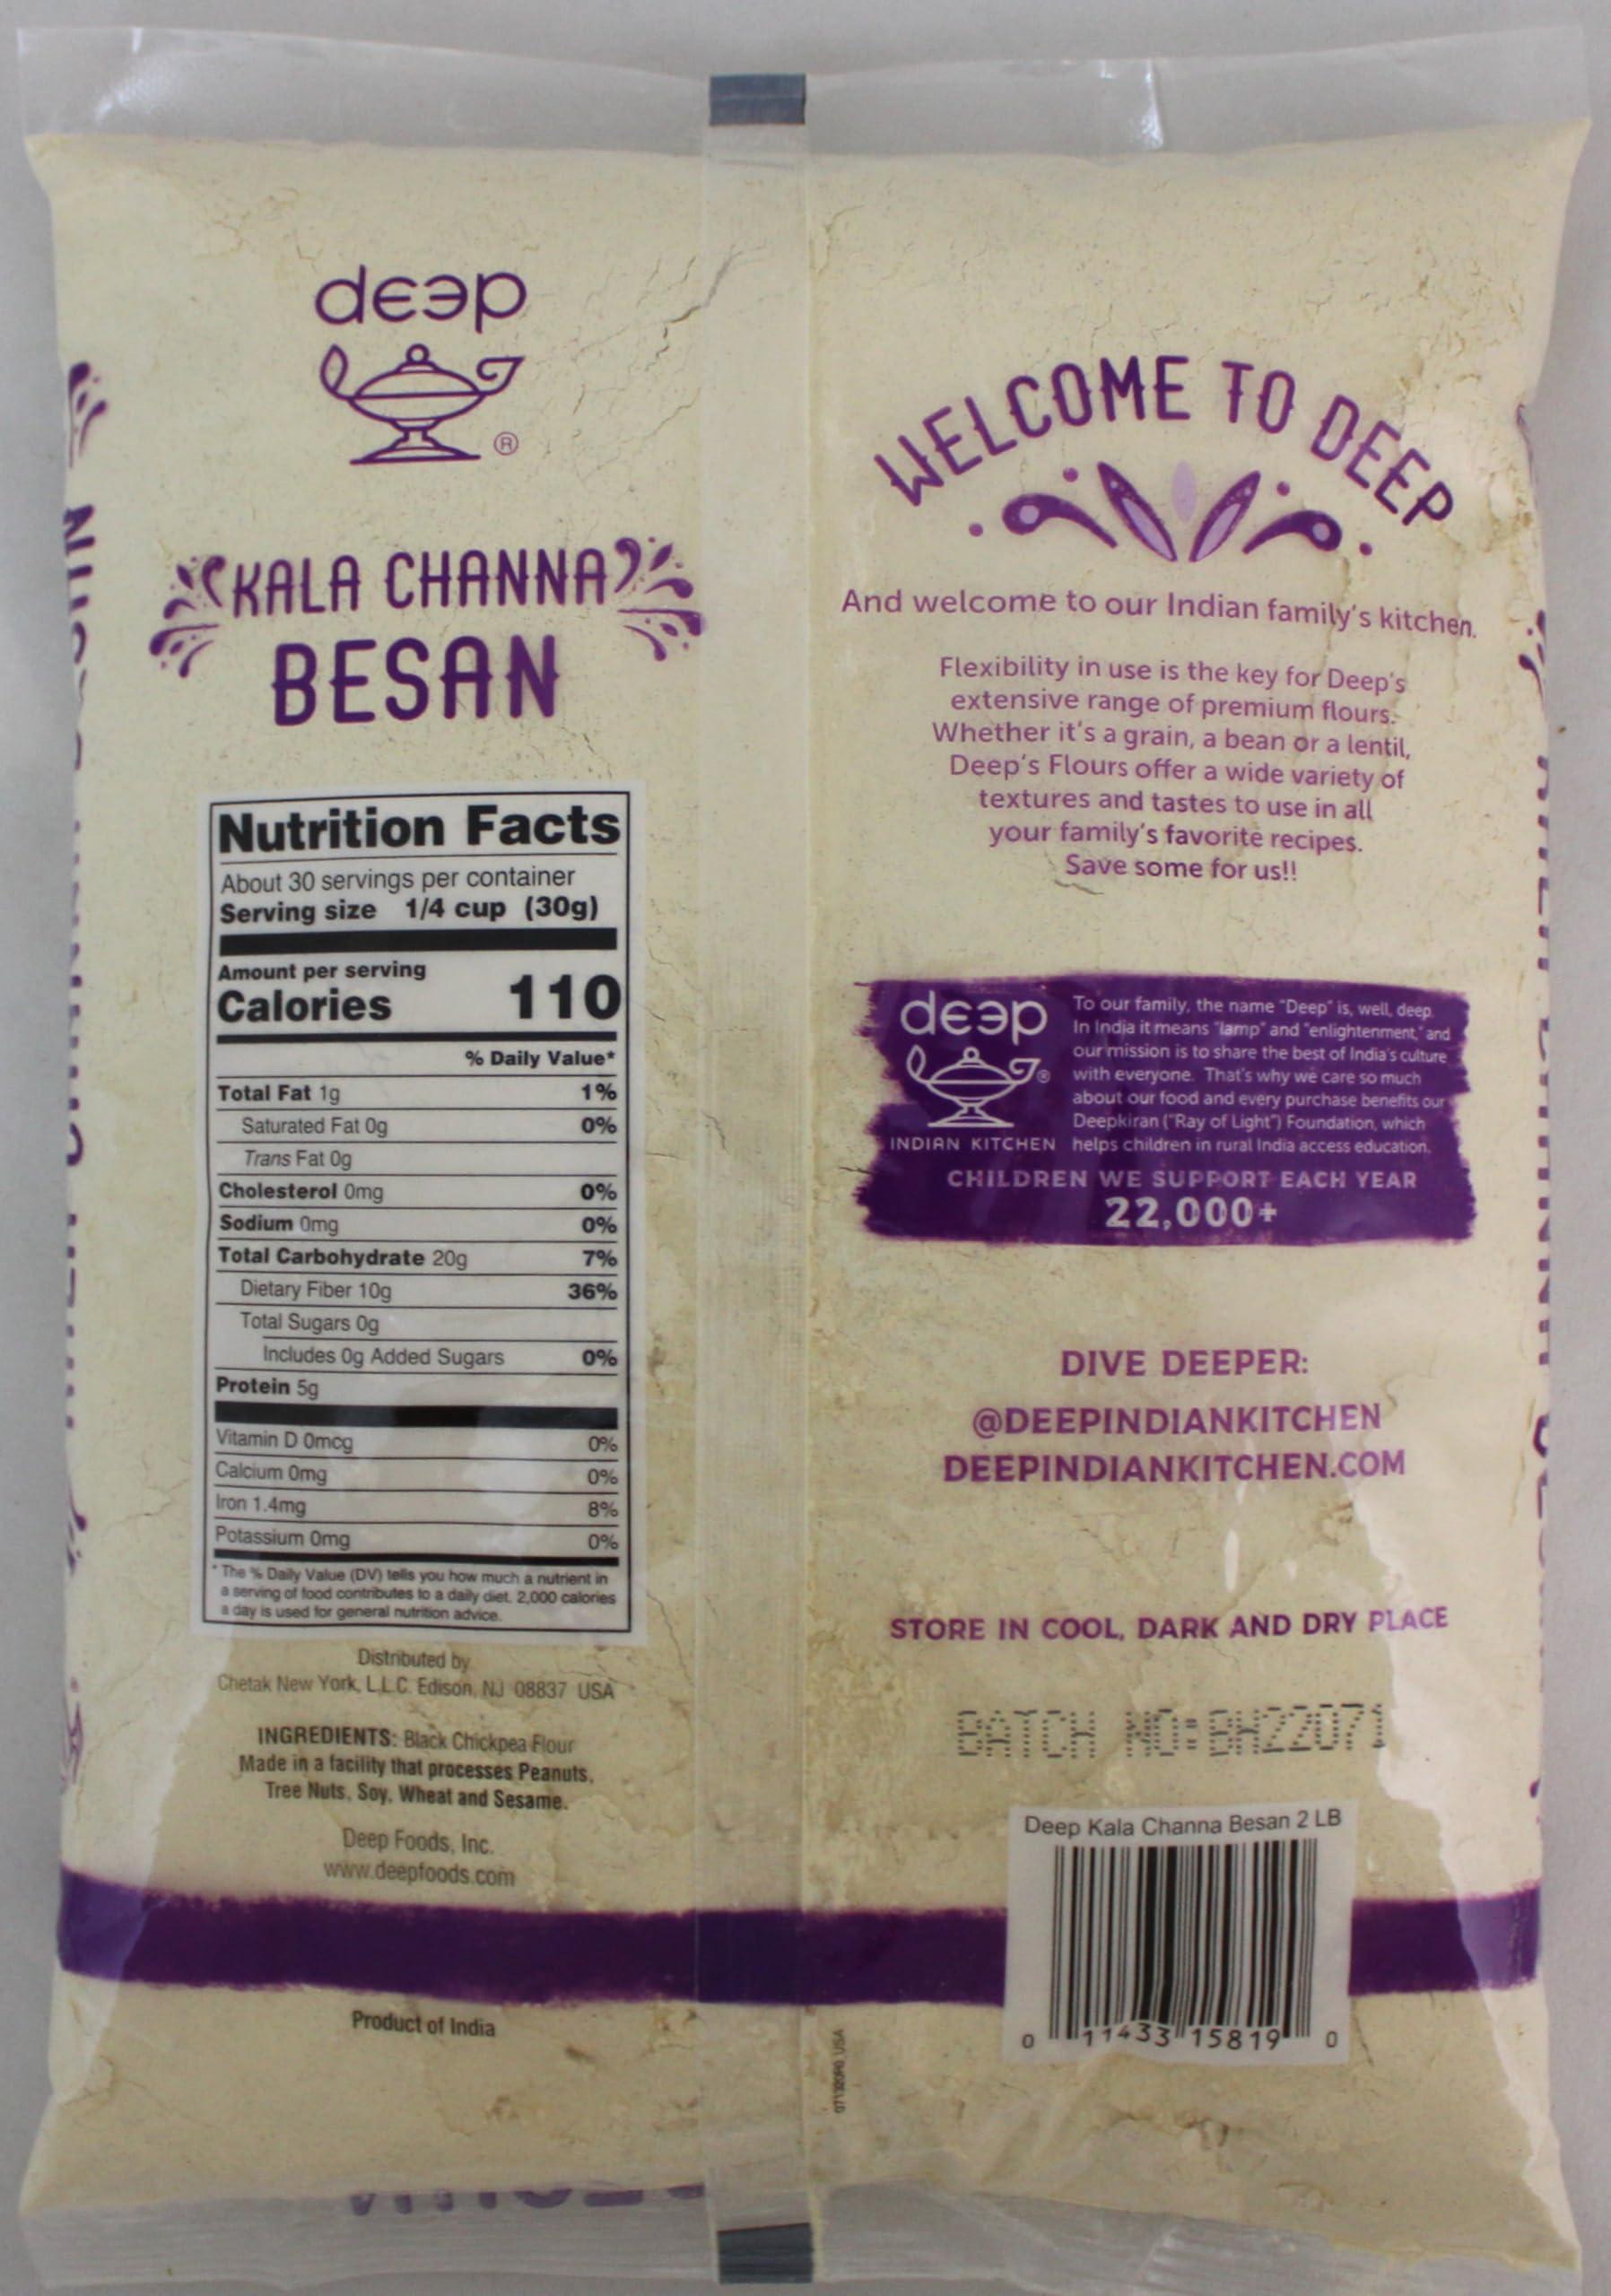 deep
®
KALA CHANNA
BESAN
Nutrition Facts
About 30 servings per container
Serving size 1/4 cup (30g)
Amount per serving
Calories 110
% Daily Value*
Total Fat 1g 1%
Saturated Fat 0g 0%
Trans Fat 0g
Cholesterol 0mg 0%
Sodium 0mg 0%
Total Carbohydrate 20g 7%
Dietary Fiber 10g 36%
Total Sugars 0g
Includes 0g Added Sugars 0%
Protein 5g
Vitamin D 0mcg 0%
Calcium 0mg 0%
Iron 1.4mg 8%
Potassium 0mg 0%
* The % Daily Value (DV) tells you how much a nutrient in
a serving of food contributes to a daily diet. 2,000 calories
a day is used for general nutrition advice.
Distributed by
Chetak New York, L.L.C. Edison, NJ 08837 USA
INGREDIENTS: Black Chickpea Flour
Made in a facility that processes Peanuts,
Tree Nuts, Soy, Wheat and Sesame.
Deep Foods, Inc.
www.deepfoods.com
Product of India
WELCOME TO DEEP
And welcome to our Indian family's kitchen.
Flexibility in use is the key for Deep's
extensive range of premium flours.
Whether it's a grain, a bean or a lentil,
Deep's Flours offer a wide variety of
textures and tastes to use in all
your family's favorite recipes.
Save some for us!!
deep
®
INDIAN KITCHEN
To our family, the name "Deep" is, well, deep.
In India it means "lamp" and "enlightenment," and
our mission is to share the best of India's culture
with everyone. That's why we care so much
about our food and every purchase benefits our
Deepkiran ("Ray of Light") Foundation, which
helps children in rural India access education.
CHILDREN WE SUPPORT EACH YEAR
22,000+
DIVE DEEPER:
@DEEPINDIANKITCHEN
DEEPINDIANKITCHEN.COM
STORE IN COOL, DARK AND DRY PLACE
BATCH NO=BH22071
Deep Kala Channa Besan 2 LB
0 11433 15819 0